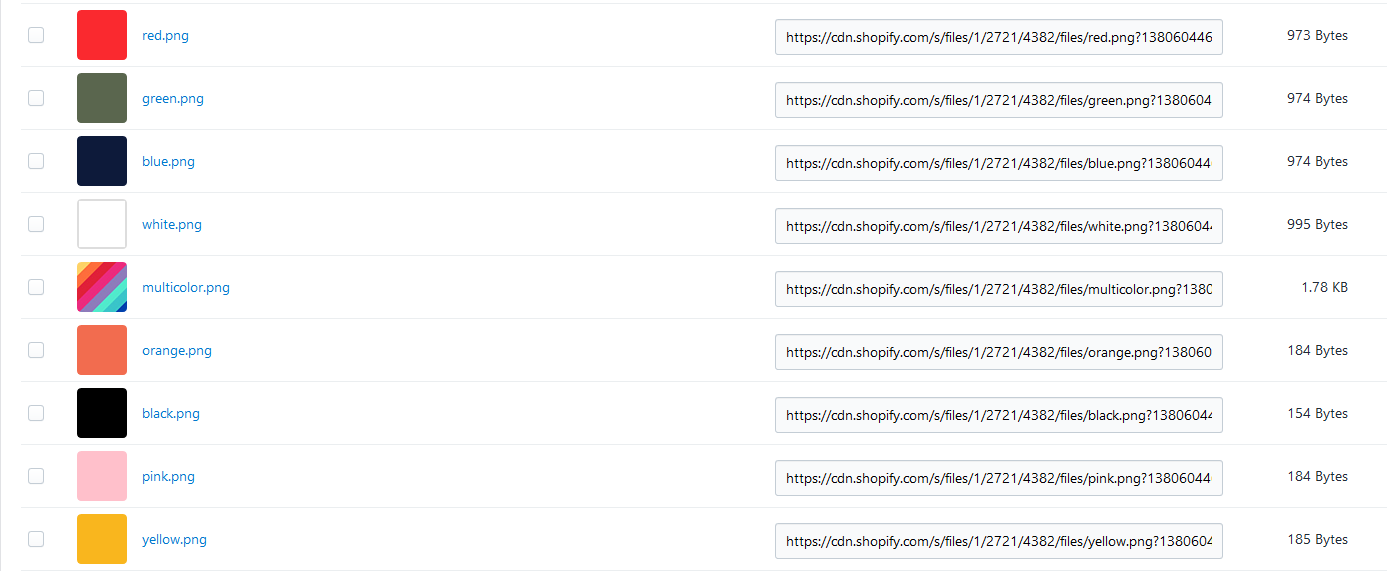 red.png https://cdn.shopify.com/s/files/1/2721/4382/files/red.png?138060446 973 Bytes
green.png https://cdn.shopify.com/s/files/1/2721/4382/files/green.png?1380604 974 Bytes
blue.png https://cdn.shopify.com/s/files/1/2721/4382/files/blue.png?13806044 974 Bytes
white.png https://cdn.shopify.com/s/files/1/2721/4382/files/white.png?13806044 995 Bytes
multicolor.png https://cdn.shopify.com/s/files/1/2721/4382/files/multicolor.png?1380 1.78 KB
orange.png https://cdn.shopify.com/s/files/1/2721/4382/files/orange.png?138060 184 Bytes
black.png https://cdn.shopify.com/s/files/1/2721/4382/files/black.png?13806044 154 Bytes
pink.png https://cdn.shopify.com/s/files/1/2721/4382/files/pink.png?13806044 184 Bytes
yellow.png https://cdn.shopify.com/s/files/1/2721/4382/files/yellow.png?1380604 185 Bytes